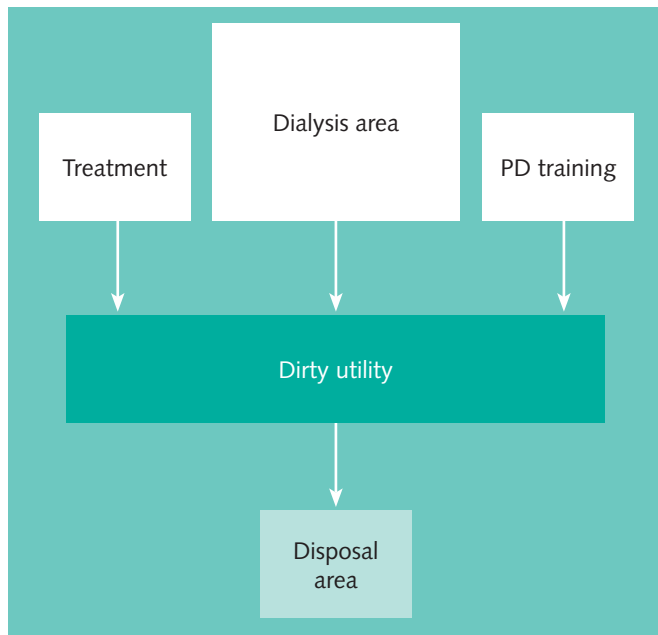 Dialysis area
Treatment
PD training
Dirty utility
Disposal
area